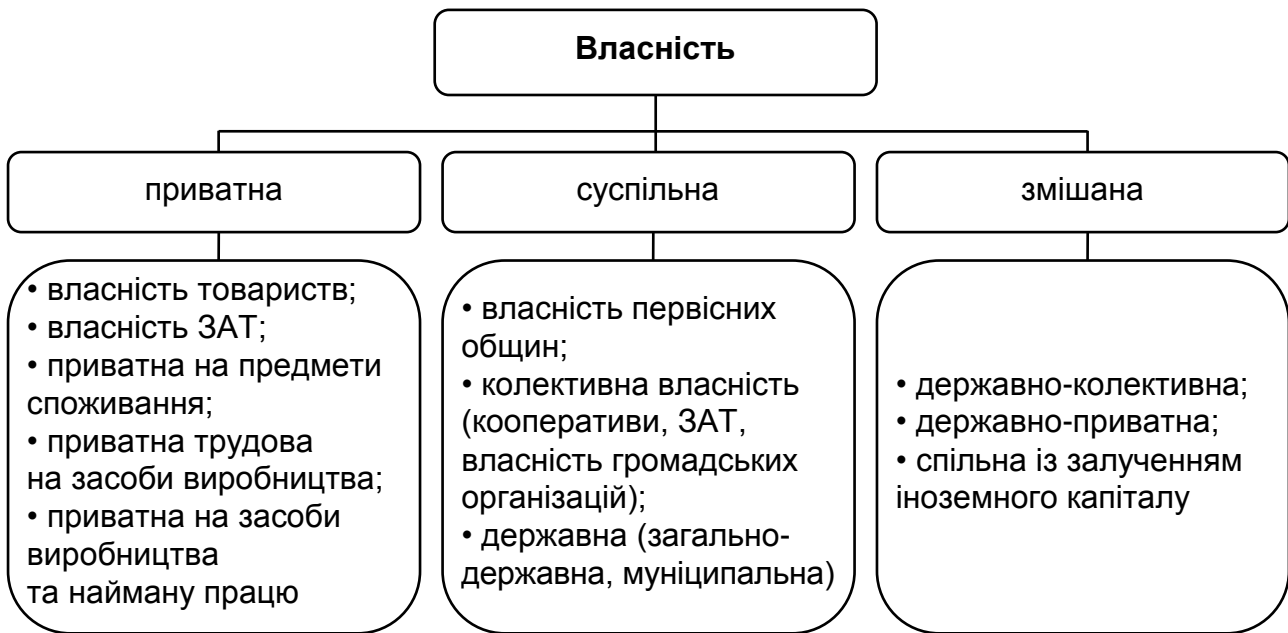 Власність
приватна
суспільна
змішана
• власність товариств;
• власність ЗАТ;
• приватна на предмети
споживання;
• приватна трудова
на засоби виробництва;
• приватна на засоби
виробництва
та найману працю
• власність первісних
общин;
• колективна власність
(кооперативи, ЗАТ,
власність громадських
організацій);
• державна (загально-
державна, муніципальна)
• державно-колективна;
• державно-приватна;
• спільна із залученням
іноземного капіталу